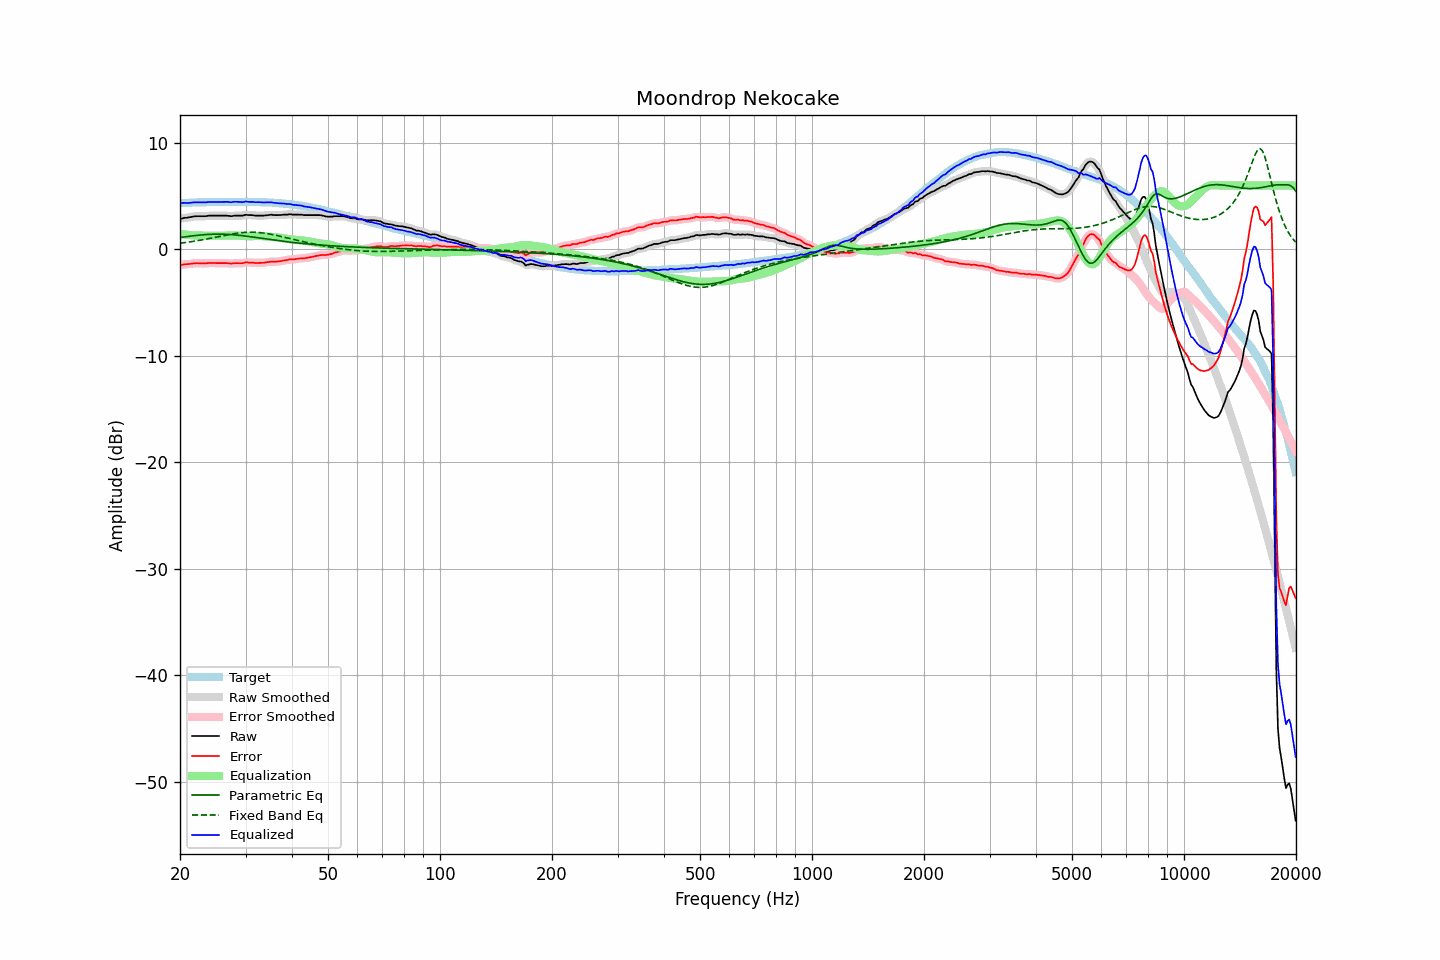 Moondrop Nekocake
Amplitude (dBr)
10
0
−10
−20
−30
−40
−50
Target
Raw Smoothed
Error Smoothed
Raw
Error
Equalization
Parametric Eq
Fixed Band Eq
Equalized
20 50 100 200 500 1000 2000 5000 10000 20000
Frequency (Hz)